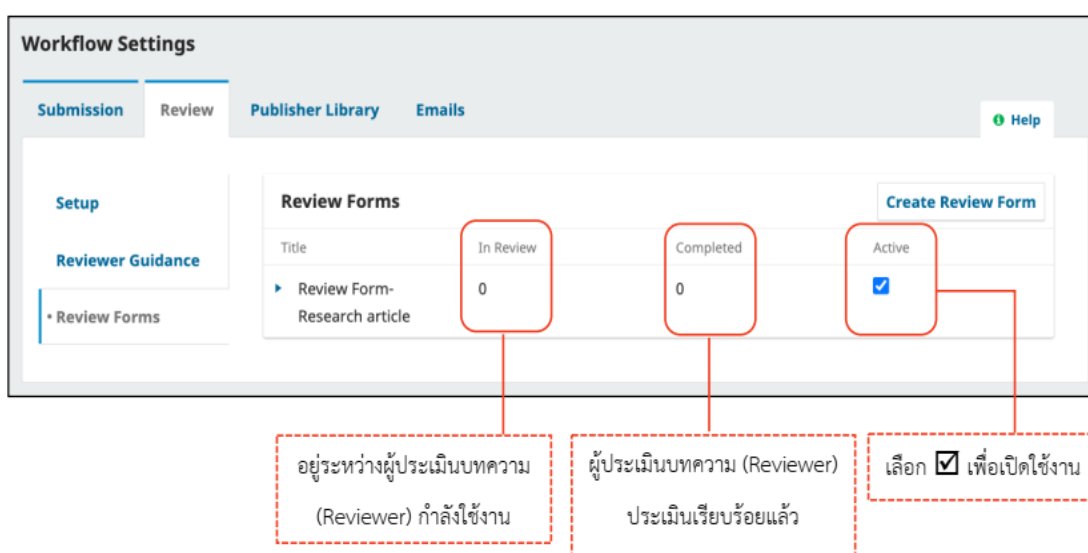 Workflow Settings
Submission Review Publisher Library Emails
Help
Setup
Reviewer Guidance
• Review Forms
Review Forms
Create Review Form
Title In Review Completed Active
Review Form- 0 0
Research article
อยู่ระหว่างผู้ประเมินบทความ
(Reviewer) กำลังใช้งาน
ผู้ประเมินบทความ (Reviewer)
ประเมินเรียบร้อยแล้ว
เลือก ☑ เพื่อเปิดใช้งาน